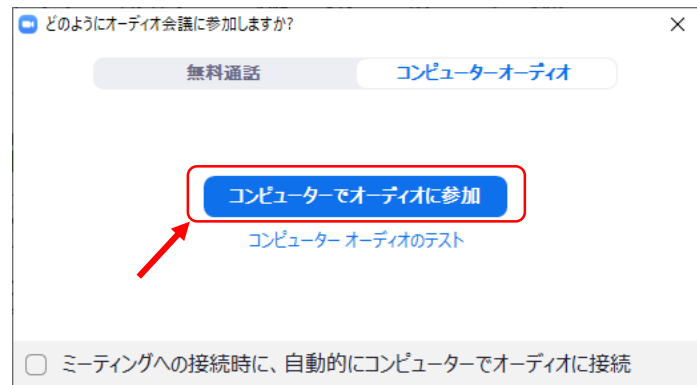 どのようにオーディオ会議に参加しますか?
無料通話 コンピューターオーディオ
コンピューターでオーディオに参加
コンピューター オーディオのテスト
ミーティングへの接続時に、自動的にコンピューターでオーディオに接続